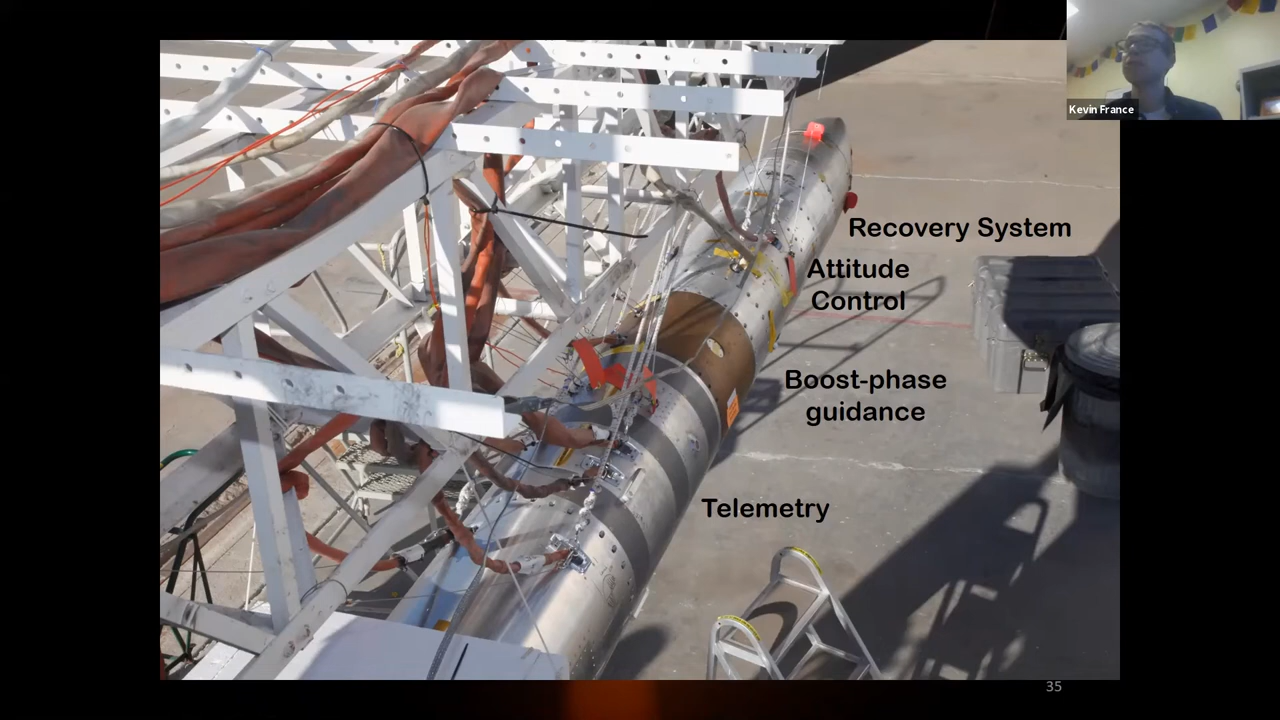 Kevin France
Recovery System
Attitude
Control
Boost-phase
guidance
Telemetry
35